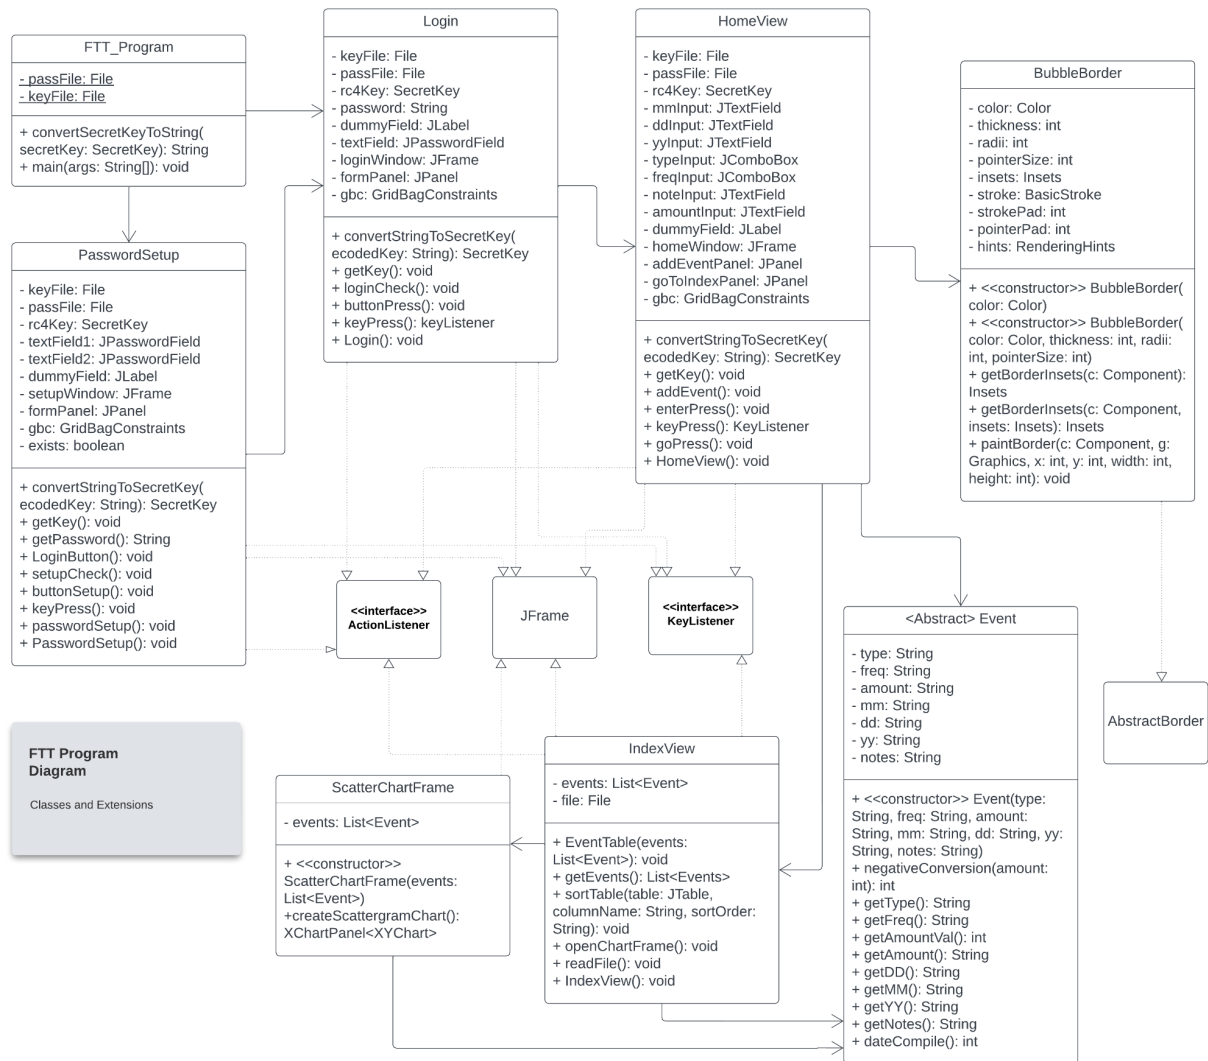 FTT_Program
- passFile: File
- keyFile: File
+ convertSecretKeyToString(
secretKey: SecretKey): String
+ main(args: String[]): void
Login
- keyFile: File
- passFile: File
- rc4Key: SecretKey
- password: String
- dummyField: JLabel
- textField: JPasswordField
- loginWindow: JFrame
- formPanel: JPanel
- gbc: GridBagConstraints
+ convertStringToSecretKey(
ecodedKey: String): SecretKey
+ getKey(): void
+ loginCheck(): void
+ buttonPress(): void
+ keyPress(): keyListener
+ Login(): void
HomeView
- keyFile: File
- passFile: File
- rc4Key: SecretKey
- mmInput: JTextField
- ddInput: JTextField
- yyInput: JTextField
- typeInput: JComboBox
- freqInput: JComboBox
- noteInput: JTextField
- amountInput: JTextField
- dummyField: JLabel
- homeWindow: JFrame
- addEventPanel: JPanel
- goToIndexPanel: JPanel
- gbc: GridBagConstraints
+ convertStringToSecretKey(
ecodedKey: String): SecretKey
+ getKey(): void
+ addEvent(): void
+ enterPress(): void
+ keyPress(): KeyListener
+ goPress(): void
+ HomeView(): void
BubbleBorder
- color: Color
- thickness: int
- radii: int
- pointerSize: int
- insets: Insets
- stroke: BasicStroke
- strokePad: int
- pointerPad: int
- hints: RenderingHints
+ <<constructor>> BubbleBorder(
color: Color)
+ <<constructor>> BubbleBorder(
color: Color, thickness: int, radii:
int, pointerSize: int)
+ getBorderInsets(c: Component):
Insets
+ getBorderInsets(c: Component,
insets: Insets): Insets
+ paintBorder(c: Component, g:
Graphics, x: int, y: int, width: int,
height: int): void
PasswordSetup
- keyFile: File
- passFile: File
- rc4Key: SecretKey
- textField1: JPasswordField
- textField2: JPasswordField
- dummyField: JLabel
- setupWindow: JFrame
- formPanel: JPanel
- gbc: GridBagConstraints
- exists: boolean
+ convertStringToSecretKey(
ecodedKey: String): SecretKey
+ getKey(): void
+ getPassword(): String
+ LoginButton(): void
+ setupCheck(): void
+ buttonSetup(): void
+ keyPress(): void
+ passwordSetup(): void
+ PasswordSetup(): void
<<interface>>
ActionListener
JFrame
<<interface>>
KeyListener
<Abstract> Event
- type: String
- freq: String
- amount: String
- mm: String
- dd: String
- yy: String
- notes: String
+ <<constructor>> Event(type:
String, freq: String, amount:
String, mm: String, dd: String, yy:
String, notes: String)
+ negativeConversion(amount:
int): int
+ getType(): String
+ getFreq(): String
+ getAmountVal(): int
+ getAmount(): String
+ getDD(): String
+ getMM(): String
+ getYY(): String
+ getNotes(): String
+ dateCompile(): int
AbstractBorder
FTT Program
Diagram
Classes and Extensions
ScatterChartFrame
- events: List<Event>
+ <<constructor>>
ScatterChartFrame(events:
List<Event>)
+createScattergramChart():
XChartPanel<XYChart>
IndexView
- events: List<Event>
- file: File
+ EventTable(events:
List<Event>): void
+ getEvents(): List<Events>
+ sortTable(table: JTable,
columnName: String, sortOrder:
String): void
+ openChartFrame(): void
+ readFile(): void
+ IndexView(): void